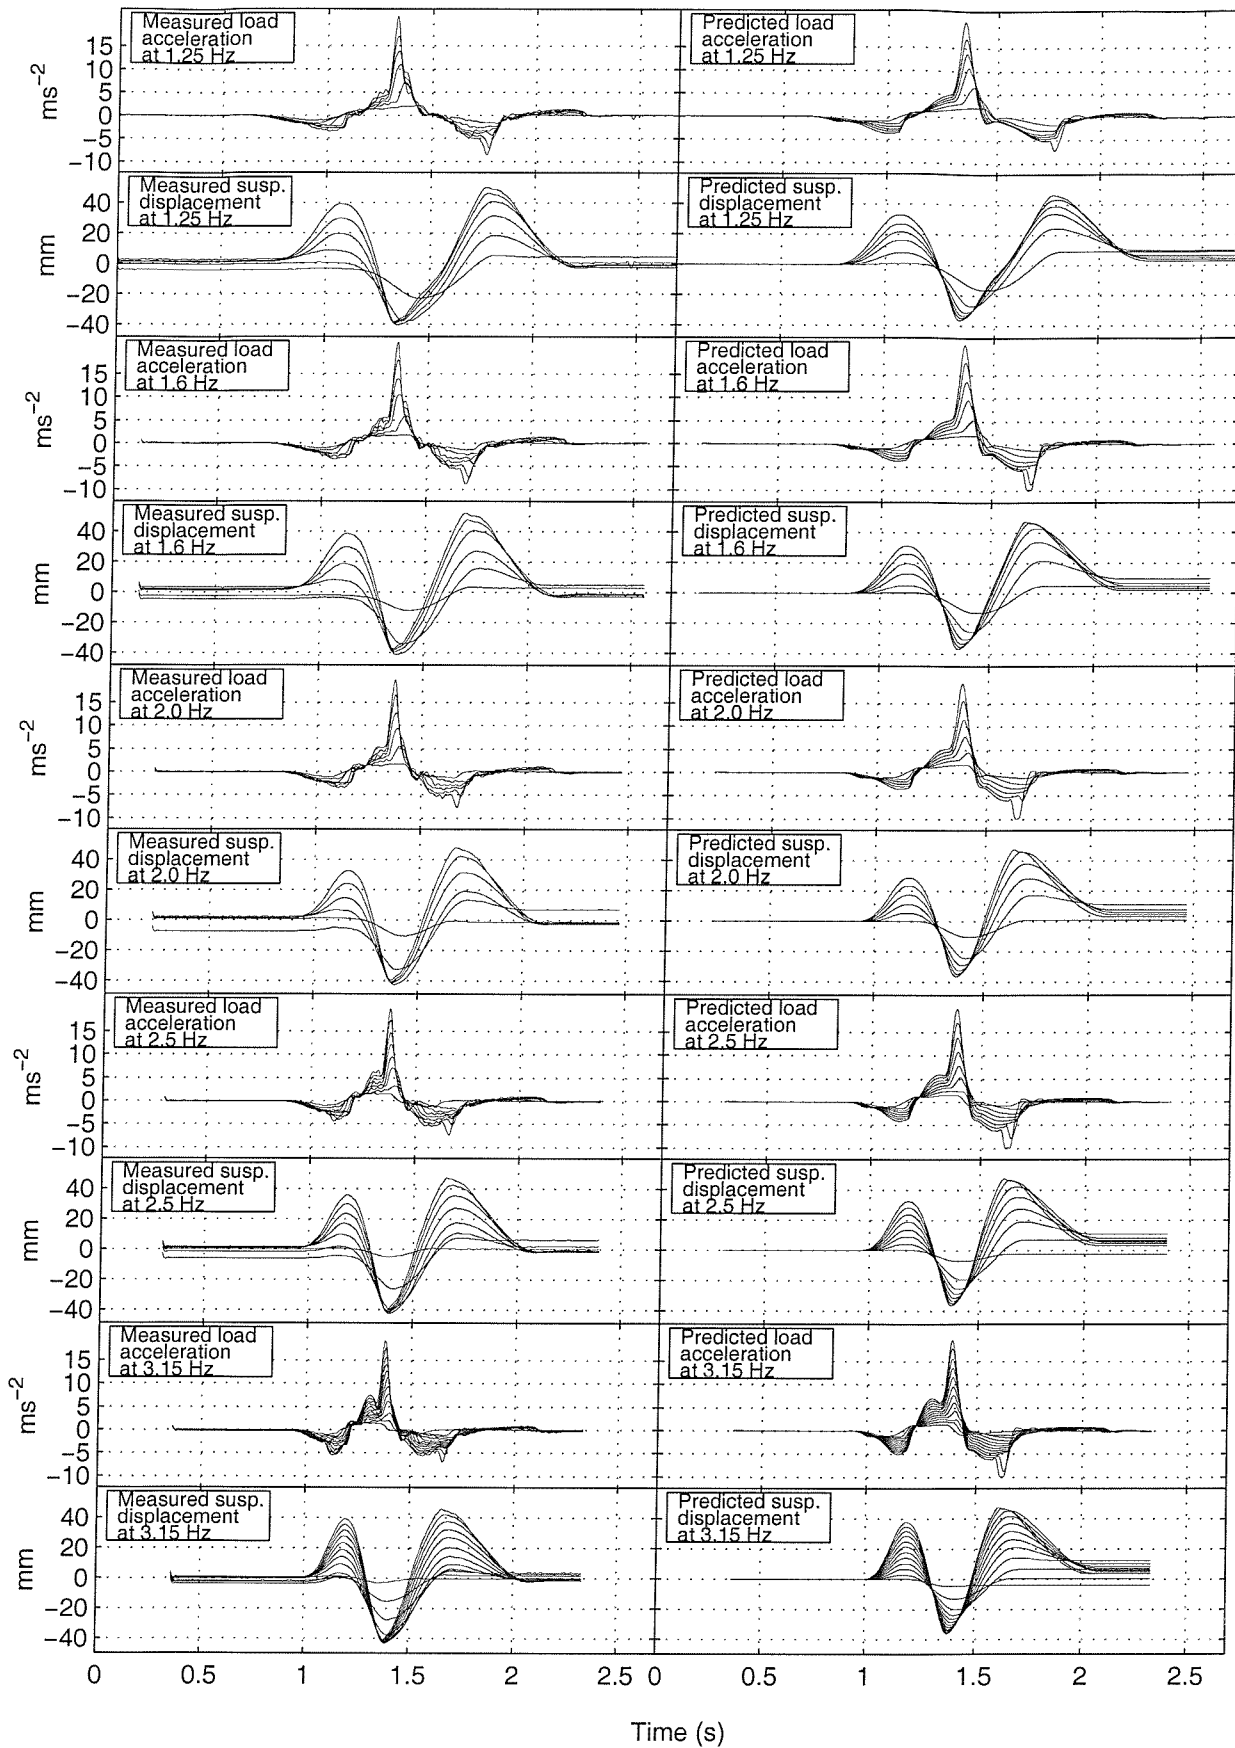 Measured load
acceleration
at 1.25 Hz
Predicted load
acceleration
at 1.25 Hz
15
10
5
0
−5
−10
ms−2
Measured susp.
displacement
at 1.25 Hz
Predicted susp.
displacement
at 1.25 Hz
40
20
0
−20
−40
mm
Measured load
acceleration
at 1.6 Hz
Predicted load
acceleration
at 1.6 Hz
15
10
5
0
−5
−10
ms−2
Measured susp.
displacement
at 1.6 Hz
Predicted susp.
displacement
at 1.6 Hz
40
20
0
−20
−40
mm
Measured load
acceleration
at 2.0 Hz
Predicted load
acceleration
at 2.0 Hz
15
10
5
0
−5
−10
ms−2
Measured susp.
displacement
at 2.0 Hz
Predicted susp.
displacement
at 2.0 Hz
40
20
0
−20
−40
mm
Measured load
acceleration
at 2.5 Hz
Predicted load
acceleration
at 2.5 Hz
15
10
5
0
−5
−10
ms−2
Measured susp.
displacement
at 2.5 Hz
Predicted susp.
displacement
at 2.5 Hz
40
20
0
−20
−40
mm
Measured load
acceleration
at 3.15 Hz
Predicted load
acceleration
at 3.15 Hz
15
10
5
0
−5
−10
ms−2
Measured susp.
displacement
at 3.15 Hz
Predicted susp.
displacement
at 3.15 Hz
40
20
0
−20
−40
mm
0 0.5 1 1.5 2 0 0.5 1 1.5 2 2.5
Time (s)